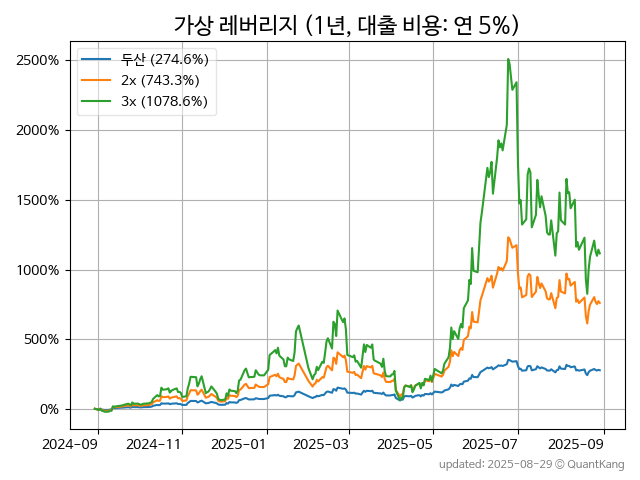 가상 레버리지 (1년, 대출 비용: 연 5%)
두산 (274.6%)
2x (743.3%)
3x (1078.6%)
2500%
2000%
1500%
1000%
500%
0%
2024-09 2024-11 2025-01 2025-03 2025-05 2025-07 2025-09
updated: 2025-08-29 © QuantKang